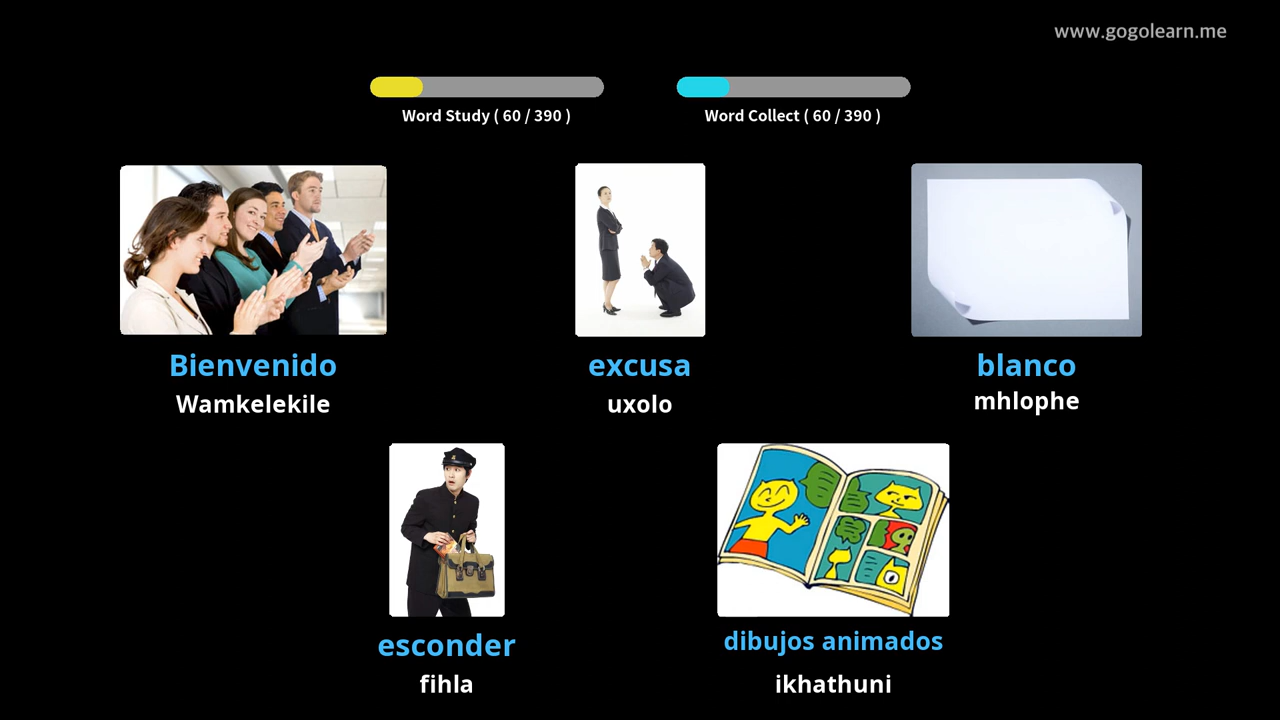 www.gogolearn.me
Word Study ( 60 / 390 )
Word Collect ( 60 / 390 )
Bienvenido
Wamkelekile
excusa
uxolo
blanco
mhlophe
esconder
fihla
dibujos animados
ikhathuni